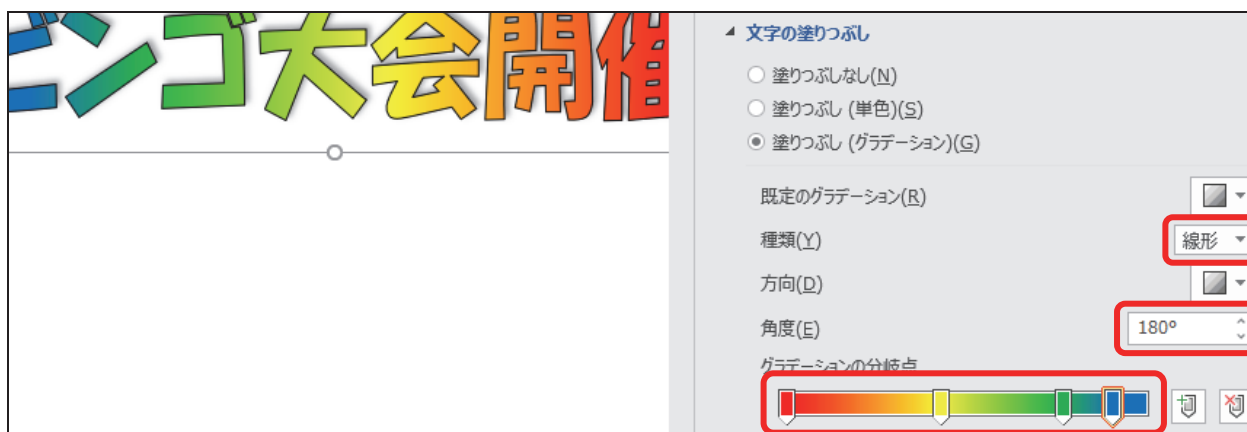 ビンゴ大会開催
文字の塗りつぶし
塗りつぶしなし(N)
塗りつぶし (単色)(S)
塗りつぶし (グラデーション)(G)
既定のグラデーション(R)
種類(Y)
線形
方向(D)
角度(E)
180°
グラデーションの分岐点